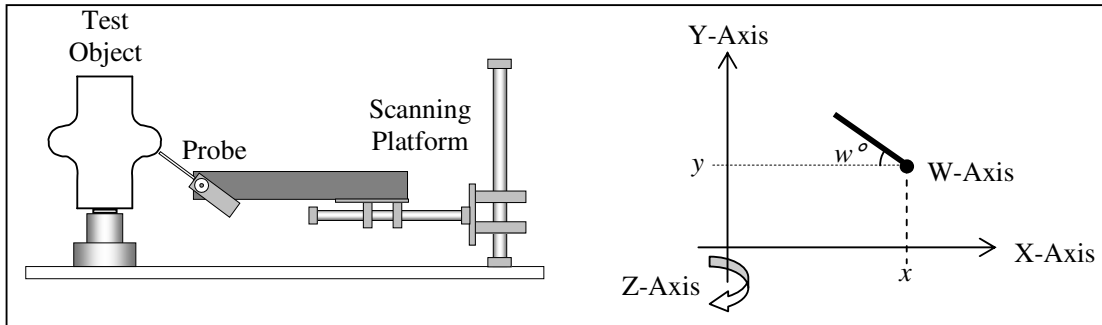 Test
Object
Probe
Scanning
Platform
Y-Axis
w°
y
W-Axis
X-Axis
x
Z-Axis